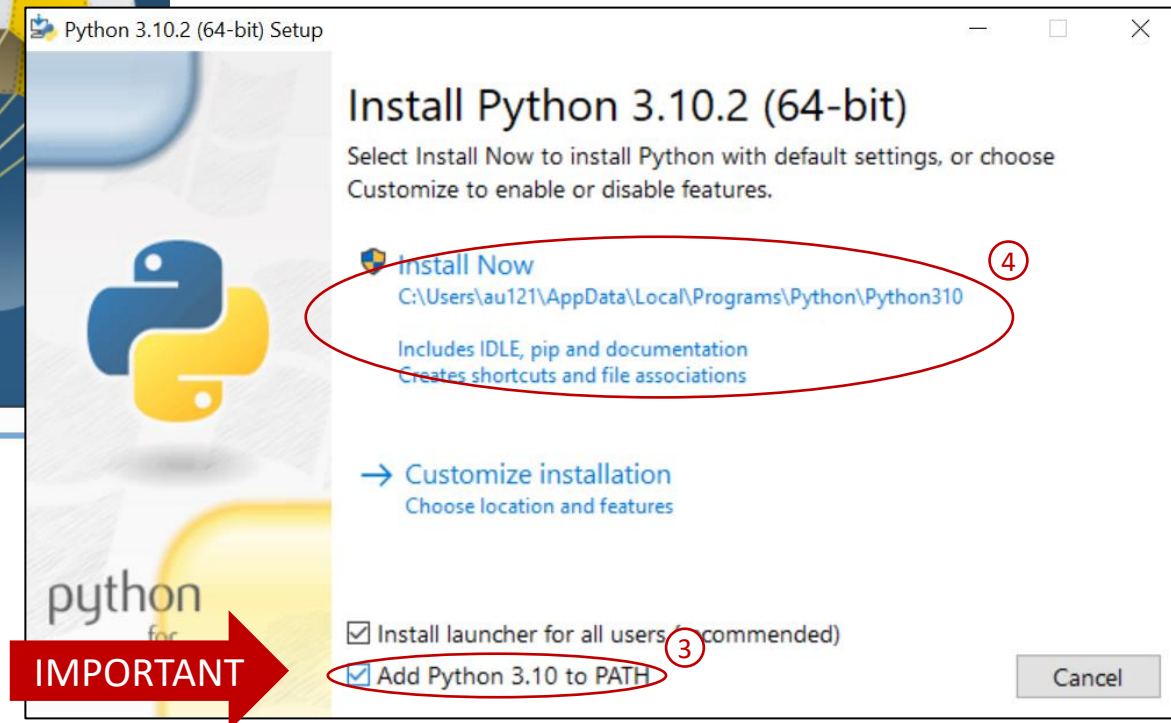 Python 3.10.2 (64-bit) Setup
Install Python 3.10.2 (64-bit)
Select Install Now to install Python with default settings, or choose
Customize to enable or disable features.
Install Now
4
C:\Users\au121\AppData\Local\Programs\Python\Python310
Includes IDLE, pip and documentation
Creates shortcuts and file associations
Customize installation
Choose location and features
python
for
Install launcher for all users (recommended)
3
IMPORTANT
Add Python 3.10 to PATH
Cancel